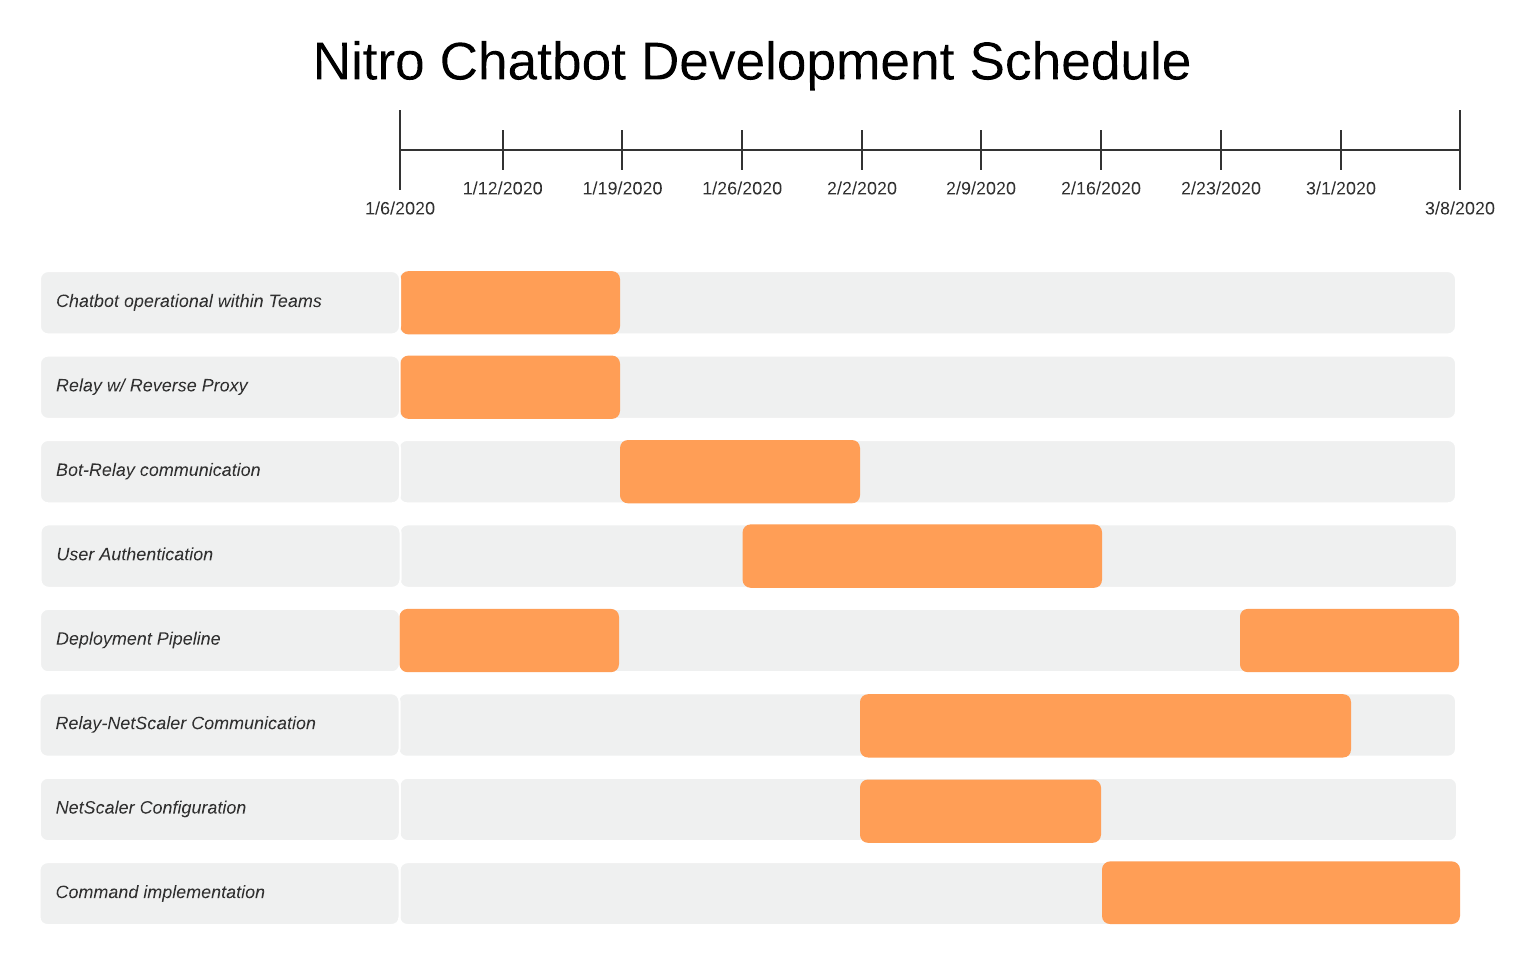 Nitro Chatbot Development Schedule
1/12/2020 1/19/2020 1/26/2020 2/2/2020 2/9/2020 2/16/2020 2/23/2020 3/1/2020
1/6/2020 3/8/2020
Chatbot operational within Teams
Relay w/ Reverse Proxy
Bot-Relay communication
User Authentication
Deployment Pipeline
Relay-NetScaler Communication
NetScaler Configuration
Command implementation